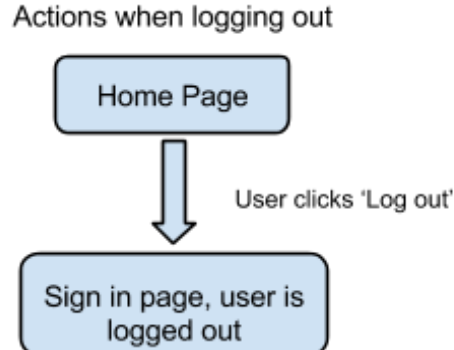 Actions when logging out
Home Page
User clicks ‘Log out’
Sign in page, user is
logged out